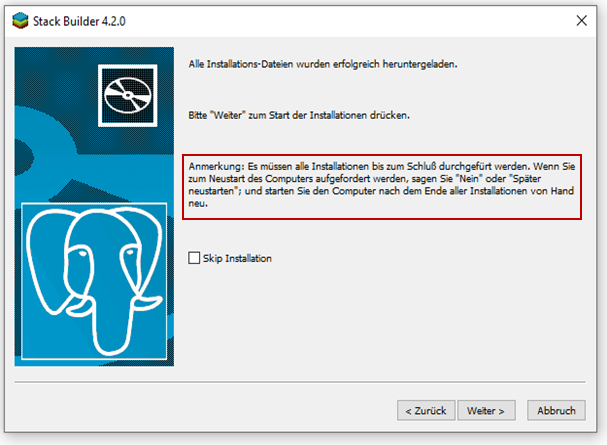 Stack Builder 4.2.0
Alle Installations-Dateien wurden erfolgreich heruntergeladen.
Bitte "Weiter" zum Start der Installationen drücken.
Anmerkung: Es müssen alle Installationen bis zum Schluß durchgefürt werden. Wenn Sie
zum Neustart des Computers aufgefordert werden, sagen Sie "Nein" oder "Später
neustarten"; und starten Sie den Computer nach dem Ende aller Installationen von Hand
neu.
Skip Installation
< Zurück
Weiter >
Abbruch